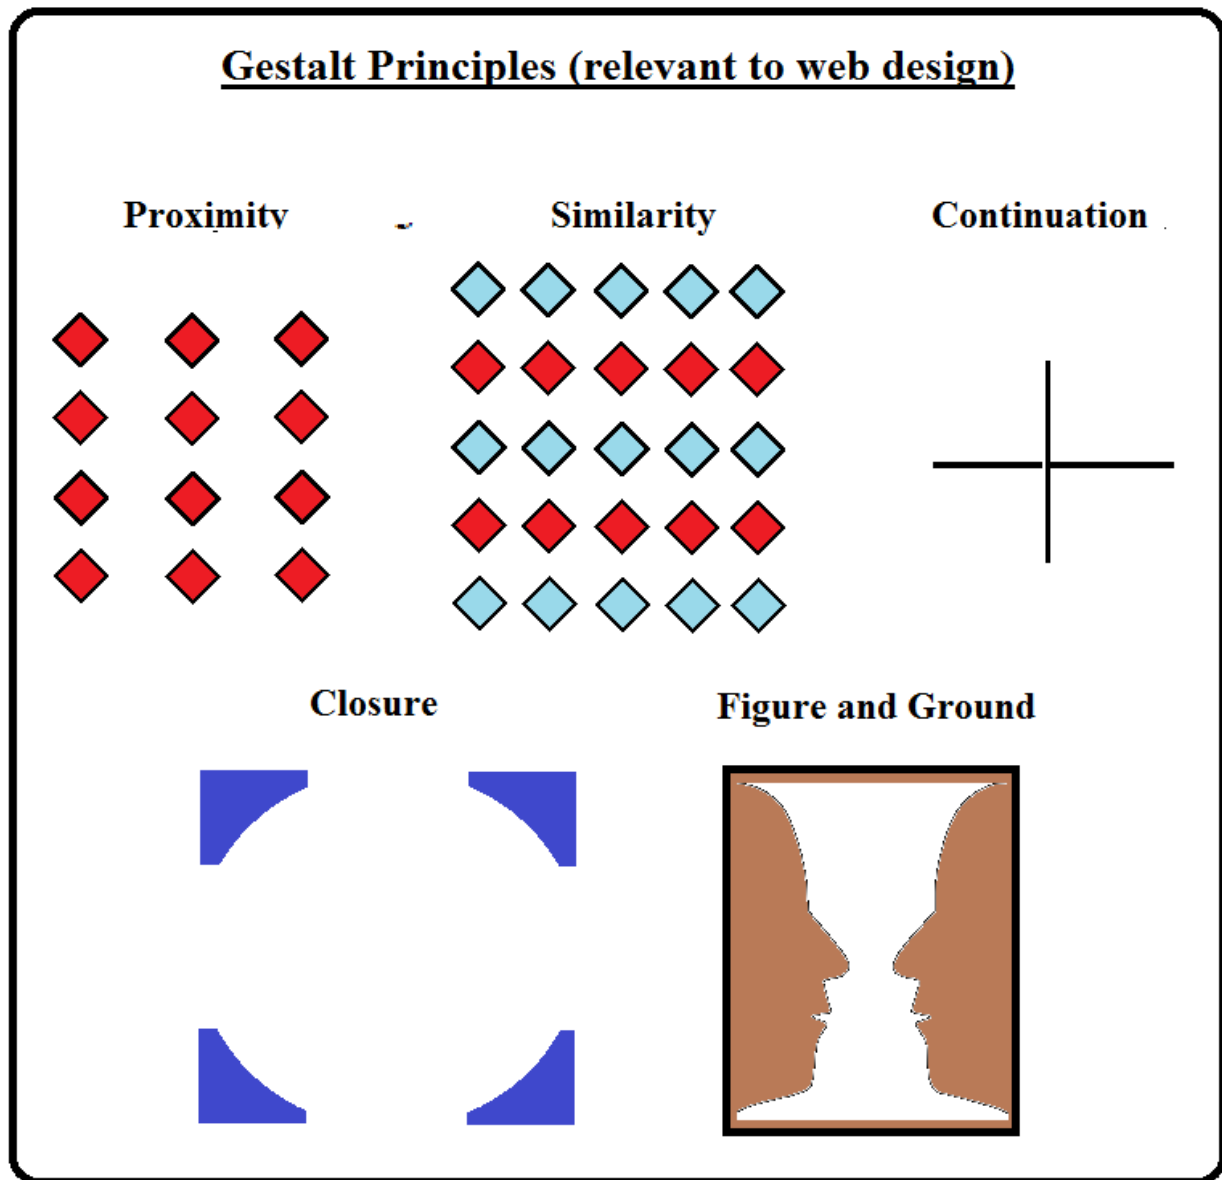 Gestalt Principles (relevant to web design)
Proximity
Similarity
Continuation
Closure
Figure and Ground